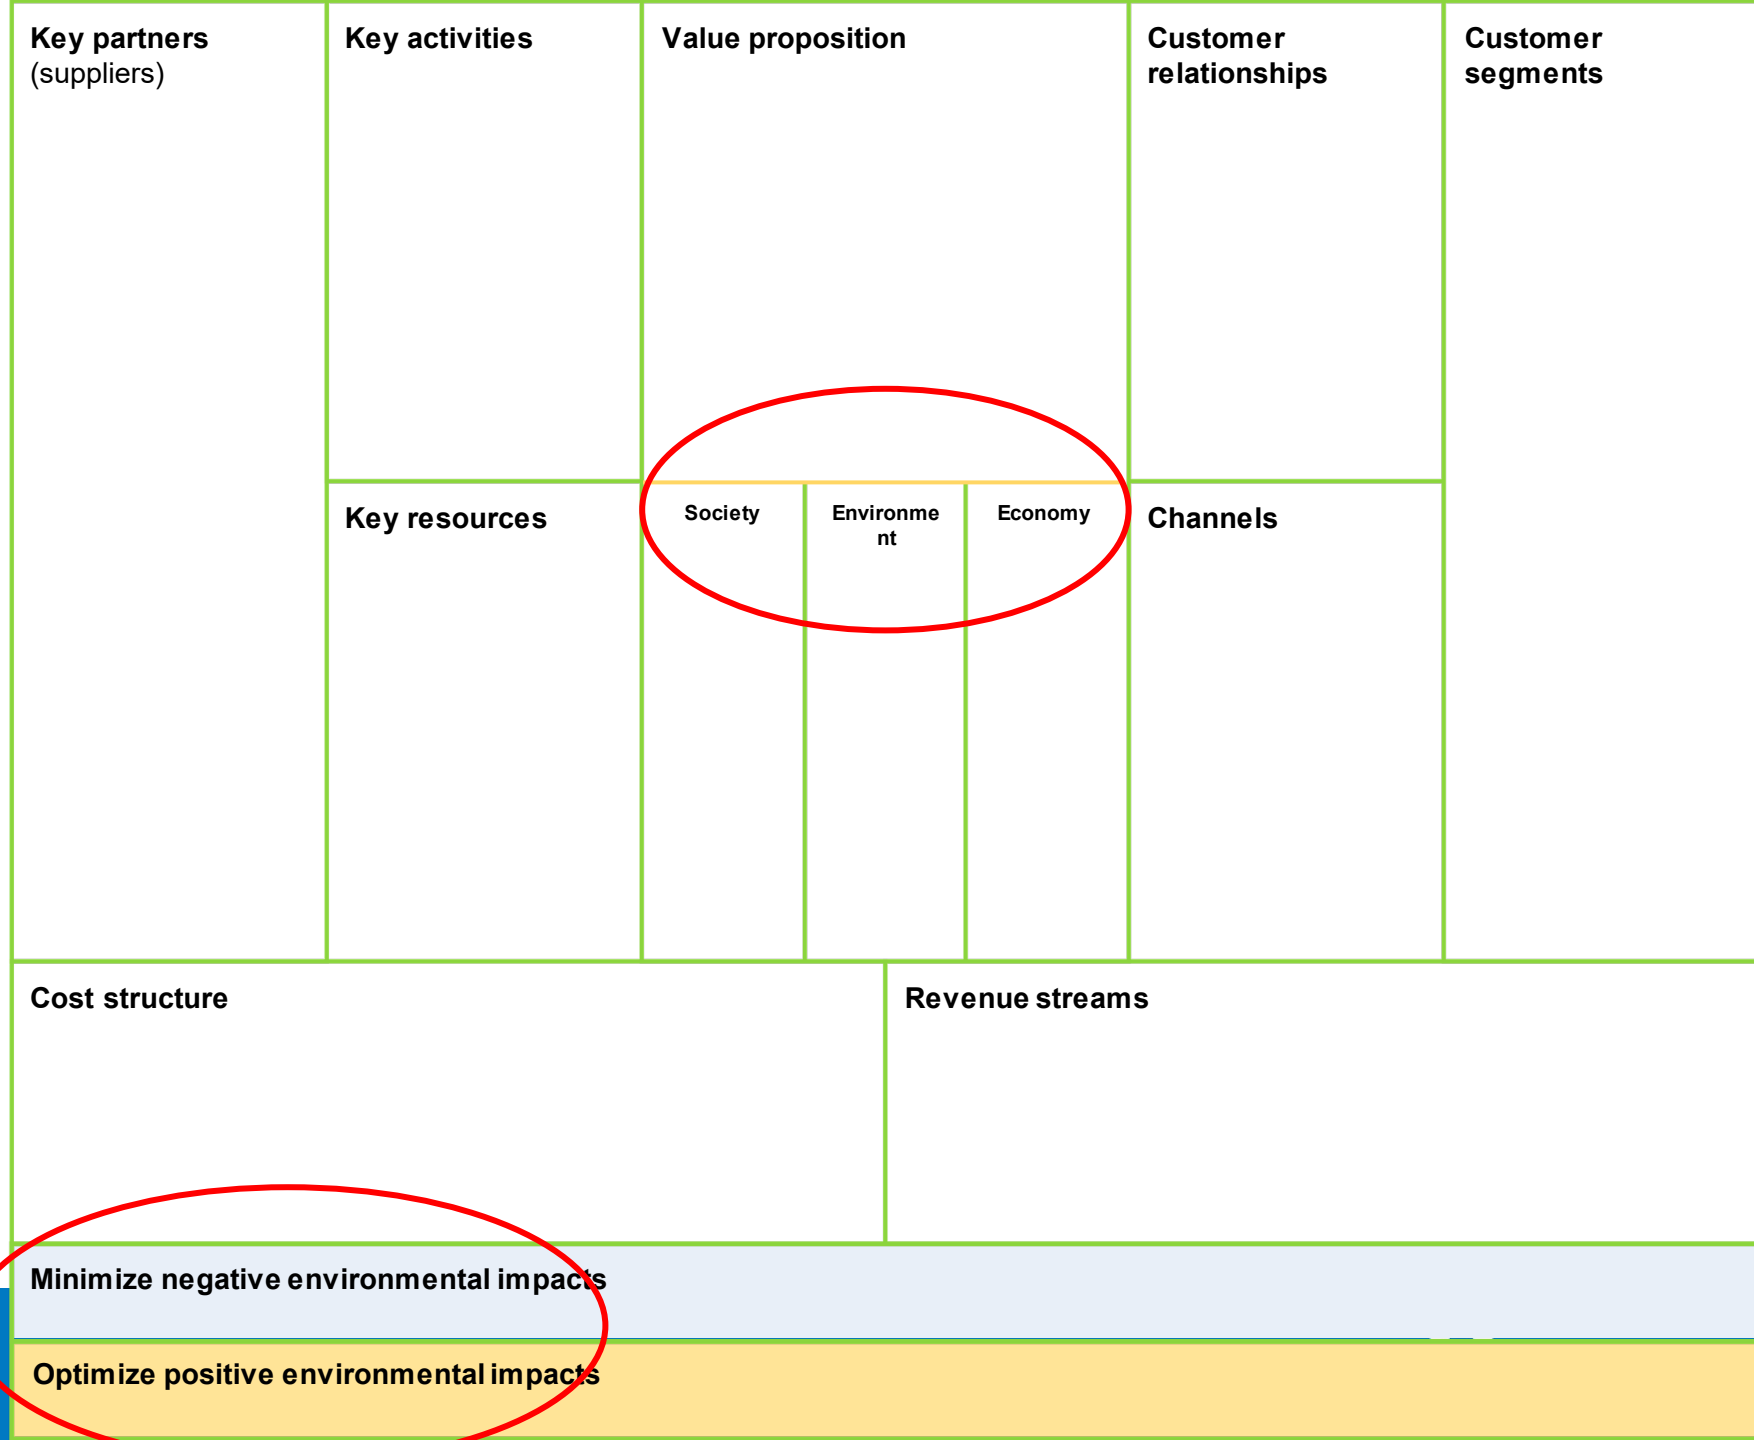 Key partners
(suppliers)
Key activities
Value proposition
Customer
relationships
Customer
segments
Key resources
Society
Environme
nt
Economy
Channels
Cost structure
Revenue streams
Minimize negative environmental impacts
Optimize positive environmental impacts